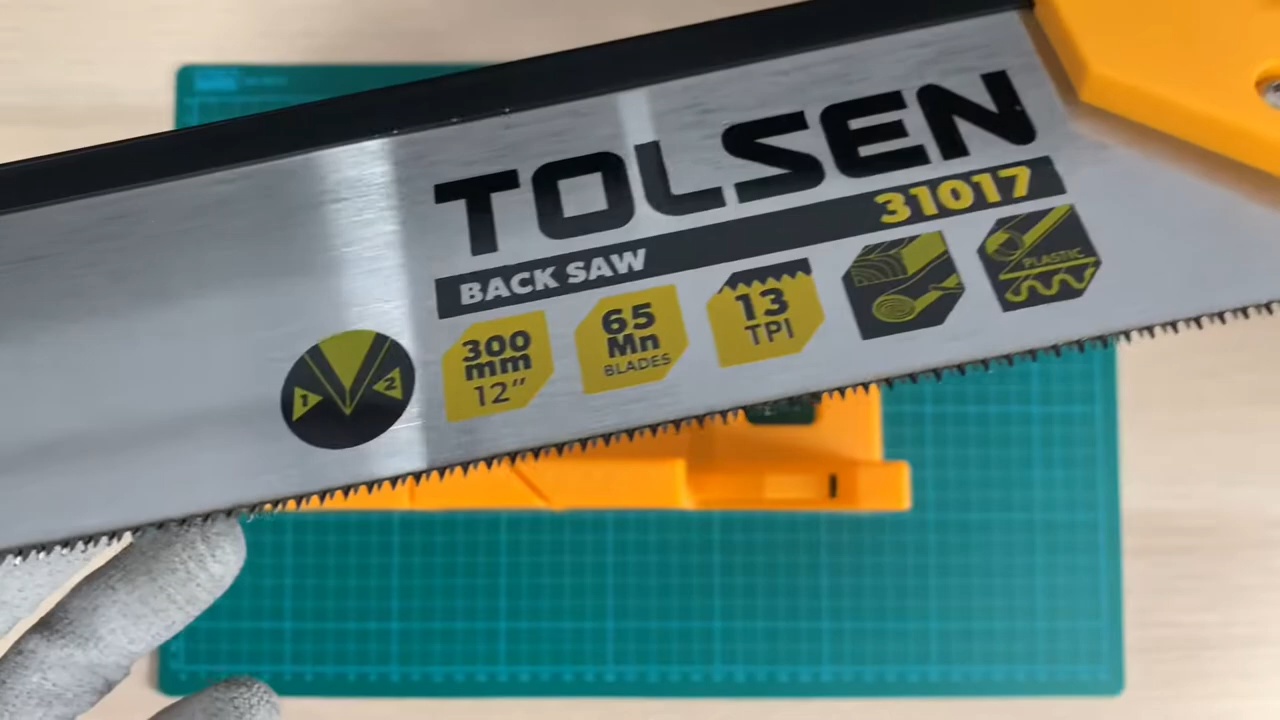 TOLSEN
31017
BACK SAW
1 2
300
mm
12"
65
Mn
BLADES
13
TPI
PLASTIC